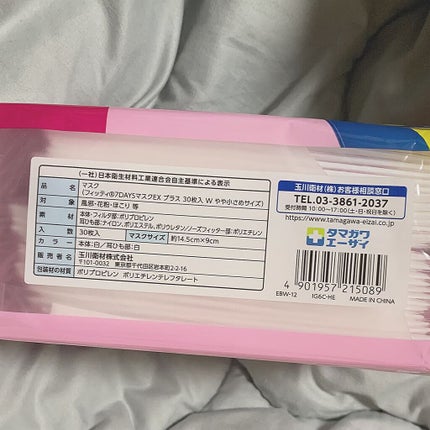 (一社)日本衛生材料工業連合会自主基準による表示
品名 マスク
(フィッティ®7DAYSマスクEX プラス 30枚入 W やや小さめサイズ)
対象 風邪・花粉・ほこり 等
素材 本体・フィルタ部:ポリプロピレン
耳ひも部:ナイロン、ポリエステル、ポリウレタン/ノーズフィッター部:ポリエチレン
入数 30枚入 マスクサイズ 約14.5cm×9cm
カラー 本体:白/耳ひも部:白
販売者名 玉川衛材株式会社
〒101-0032 東京都千代田区岩本町2-2-16
包装材の材質 ポリプロピレン ポリエチレンテレフタレート
玉川衛材(株)お客様相談窓口
TEL.03-3861-2037
受付時間 10:00〜17:00(土・日・祝日を除く)
https://www.tamagawa-eizai.co.jp
タマガワ
エーザイ
4 901957 215089
EBW-12 1G6C-HE MADE IN CHINA